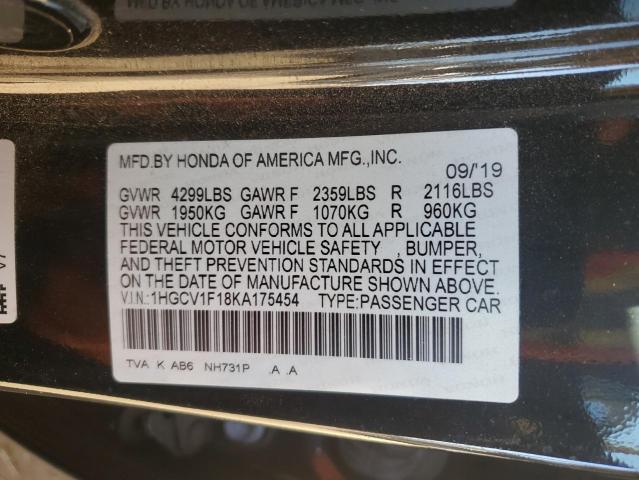 MFD.BY HONDA OF AMERICA MFG.,INC.
09/'19
GVWR 4299LBS GAWR F 2359LBS R 2116LBS
GVWR 1950KG GAWR F 1070KG R 960KG
THIS VEHICLE CONFORMS TO ALL APPLICABLE
FEDERAL MOTOR VEHICLE SAFETY , BUMPER,
AND THEFT PREVENTION STANDARDS IN EFFECT
ON THE DATE OF MANUFACTURE SHOWN ABOVE.
V.I.N.:1HGCV1F18KA175454 TYPE:PASSENGER CAR
TVA K AB6 NH731P .A .A